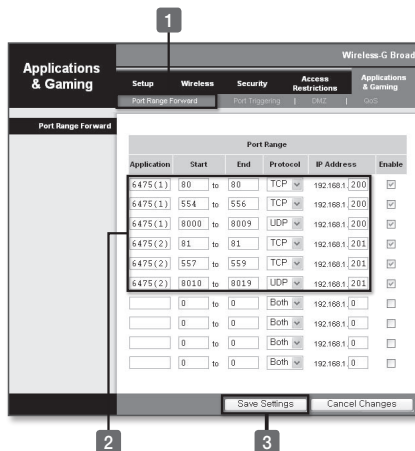 1
Wireless-G Broad
Applications
& Gaming
Setup Wireless Security Access Restrictions Applications & Gaming
Port Range Forward Port Triggering | DMZ | QoS
Port Range Forward
Port Range
Application Start End Protocol IP Address Enable
6475(1) 80 to 80 TCP 192.168.1. 200
6475(1) 554 to 556 TCP 192.168.1. 200
6475(1) 8000 to 8009 UDP 192.168.1. 200
6475(2) 81 to 81 TCP 192.168.1. 201
6475(2) 557 to 559 TCP 192.168.1. 201
6475(2) 8010 to 8019 UDP 192.168.1. 201
0 to 0 Both 192.168.1. 0
0 to 0 Both 192.168.1. 0
0 to 0 Both 192.168.1. 0
0 to 0 Both 192.168.1. 0
Save Settings Cancel Changes
2 3